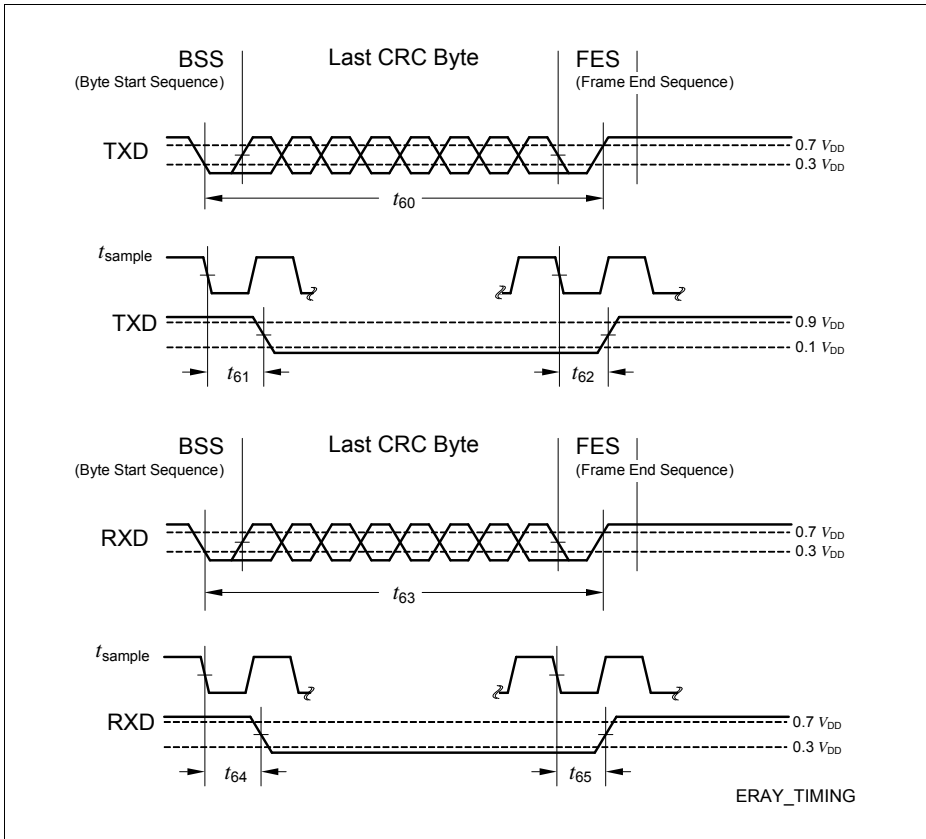 BSS
(Byte Start Sequence)
Last CRC Byte
FES
(Frame End Sequence)
TXD
0.7 VDD
0.3 VDD
t60
tsample
TXD
0.9 VDD
0.1 VDD
t61
t62
BSS
(Byte Start Sequence)
Last CRC Byte
FES
(Frame End Sequence)
RXD
0.7 VDD
0.3 VDD
t63
tsample
RXD
0.7 VDD
0.3 VDD
t64
t65
ERAY_TIMING